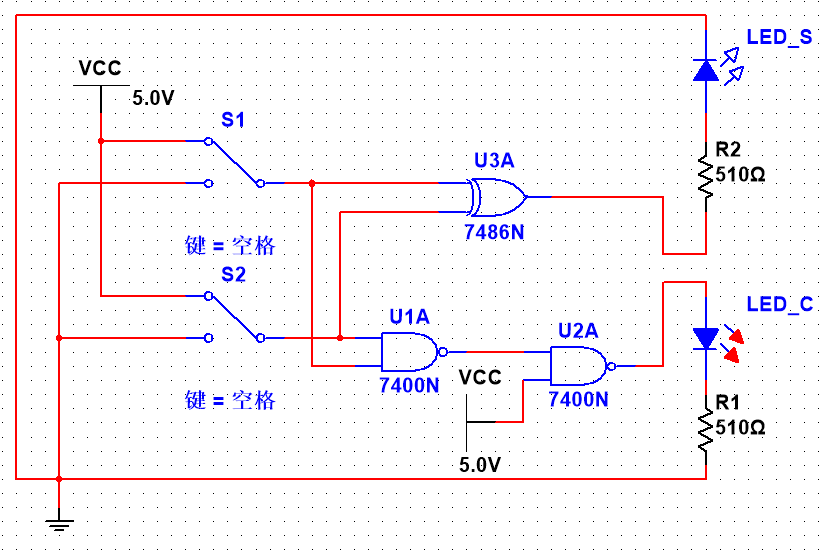 LED_S
VCC
5.0V
S1
R2
510Ω
U3A
7486N
键 = 空格
S2
LED_C
U1A
U2A
VCC
7400N
7400N
键 = 空格
R1
510Ω
5.0V